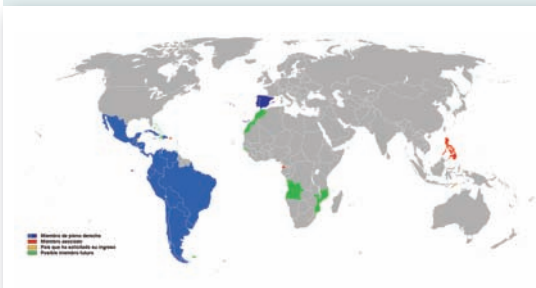 Miembro de pleno derecho
Miembro asociado
País que ha solicitado su ingreso
Posible miembro futuro